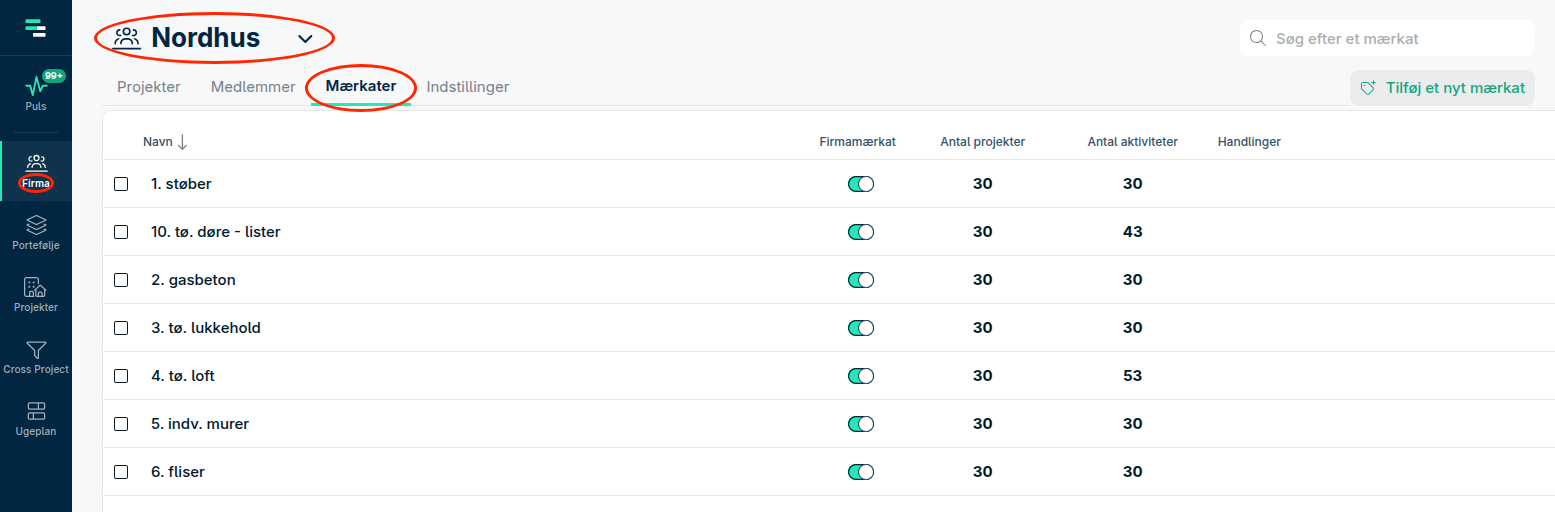 Nordhus
Søg efter et mærkat
99+
Puls
Projekter Medlemmer Mærkater Indstillinger
Tilføj et nyt mærkat
Navn Firmamærkat Antal projekter Antal aktiviteter Handlinger
Firma
1. støber 30 30
Portefølje
10. tø. døre - lister 30 43
2. gasbeton 30 30
Projekter
3. tø. lukkehold 30 30
Cross Project
4. tø. loft 30 53
Ugeplan
5. indv. murer 30 30
6. fliser 30 30